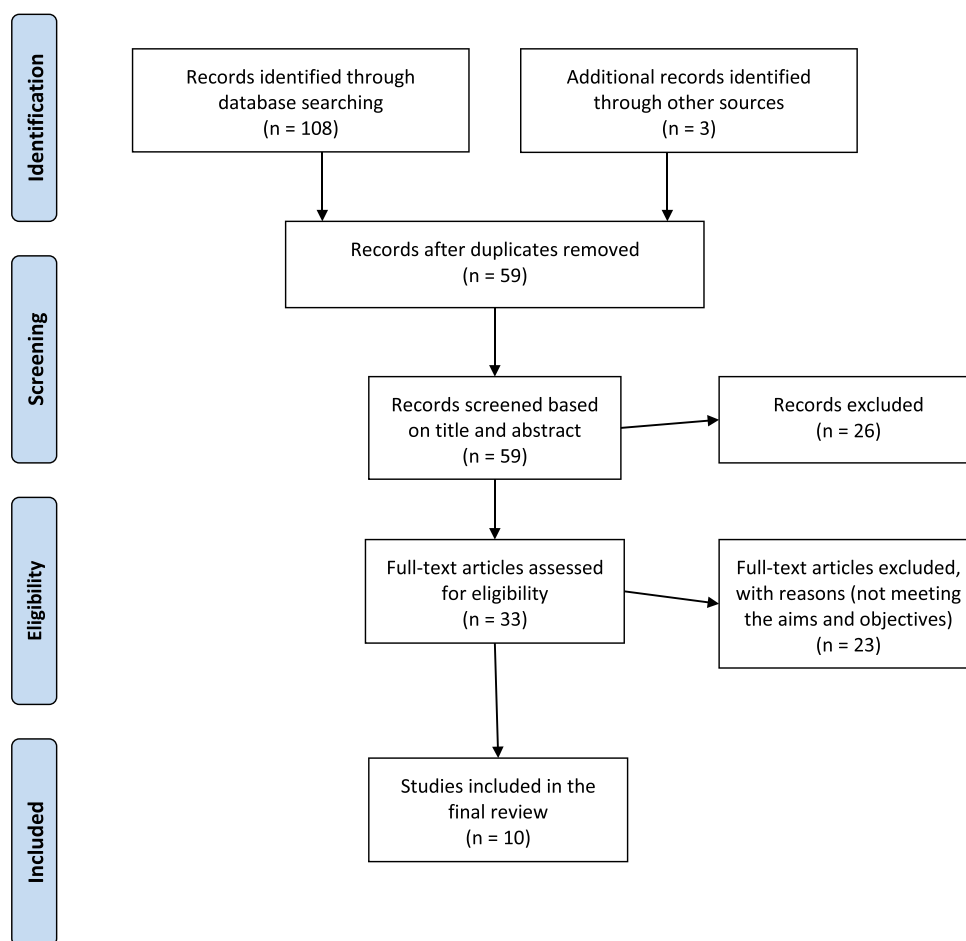 Identification
Records identified through
database searching
(n = 108)
Additional records identified
through other sources
(n = 3)
Records after duplicates removed
(n = 59)
Screening
Records screened based
on title and abstract
(n = 59)
Records excluded
(n = 26)
Eligibility
Full-text articles assessed
for eligibility
(n = 33)
Full-text articles excluded,
with reasons (not meeting
the aims and objectives)
(n = 23)
Included
Studies included in the
final review
(n = 10)